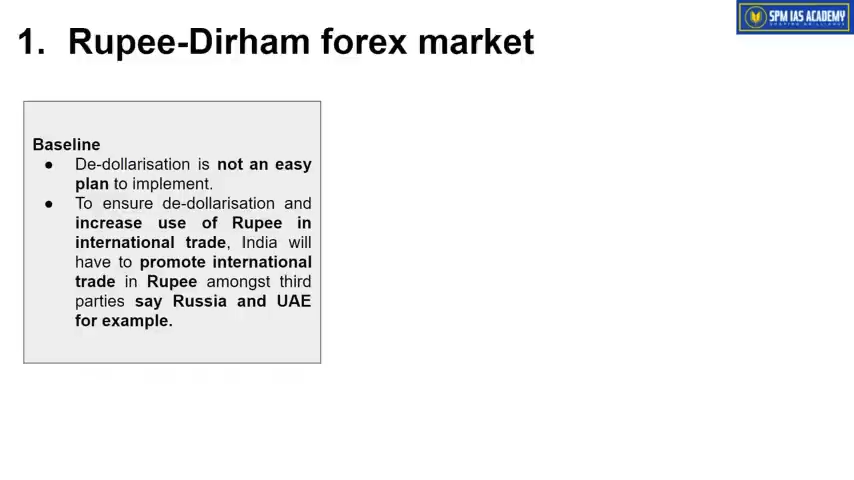 1. Rupee-Dirham forex market
SPM IAS ACADEMY
Baseline
● De-dollarisation is not an easy
plan to implement.
● To ensure de-dollarisation and
increase use of Rupee in
international trade, India will
have to promote international
trade in Rupee amongst third
parties say Russia and UAE
for example.